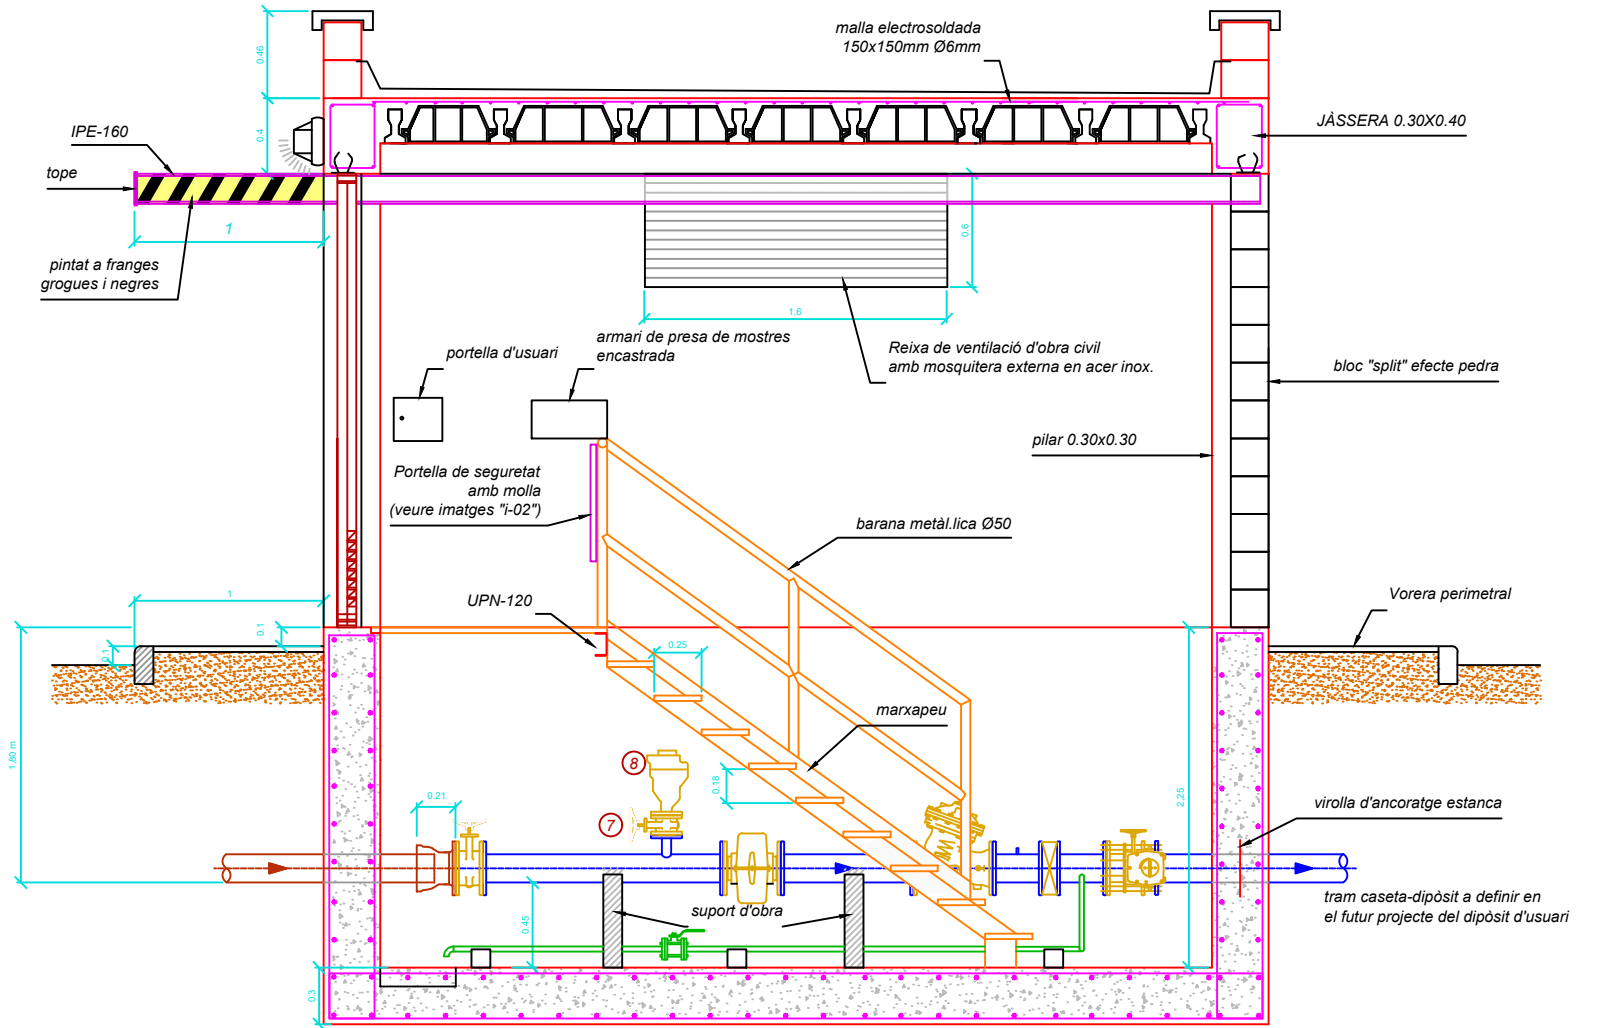 malla electrosoldada
150x150mm Ø6mm
0.46
0.4
IPE-160
tope
JÀSSERA 0.30X0.40
1
pintat a franges
grogues i negres
0.6
1.6
portella d'usuari
armari de presa de mostres
encastrada
Reixa de ventilació d'obra civil
amb mosquitera externa en acer inox.
bloc "split" efecte pedra
pilar 0.30x0.30
Portella de seguretat
amb molla
(veure imatges "i-02")
barana metàl.lica Ø50
1
UPN-120
Vorera perimetral
0.1
0.1
0.25
marxapeu
1,80 m
8
0.18
2,25
0.21
7
virolla d'ancoratge estanca
suport d'obra
0.45
tram caseta-dipòsit a definir en
el futur projecte del dipòsit d'usuari
0.3